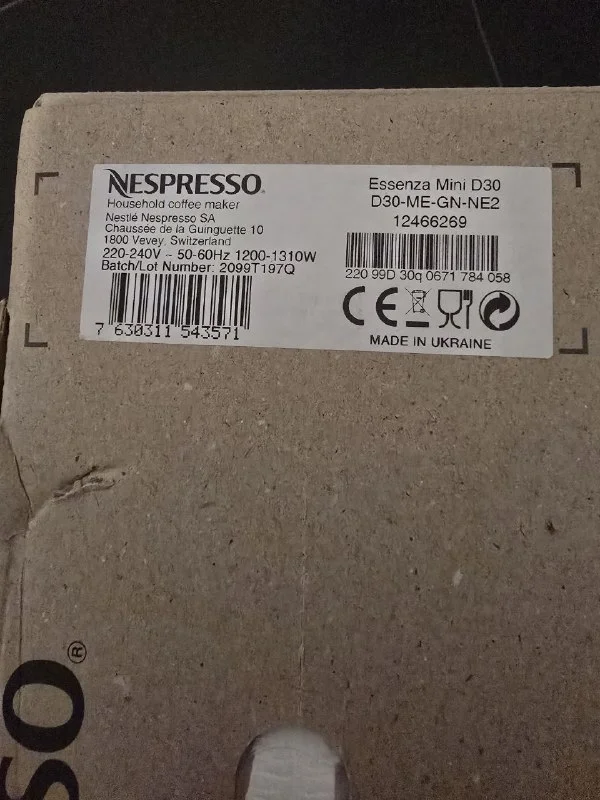 NESPRESSO®
Household coffee maker
Nestlé Nespresso SA
Chaussée de la Guinguette 10
1800 Vevey, Switzerland
220-240V ~ 50-60Hz 1200-1310W
Batch/Lot Number: 2099T197Q
7 630311 543571
Essenza Mini D30
D30-ME-GN-NE2
12466269
220 99D 30q 0671 784 058
CE
MADE IN UKRAINE
SO®